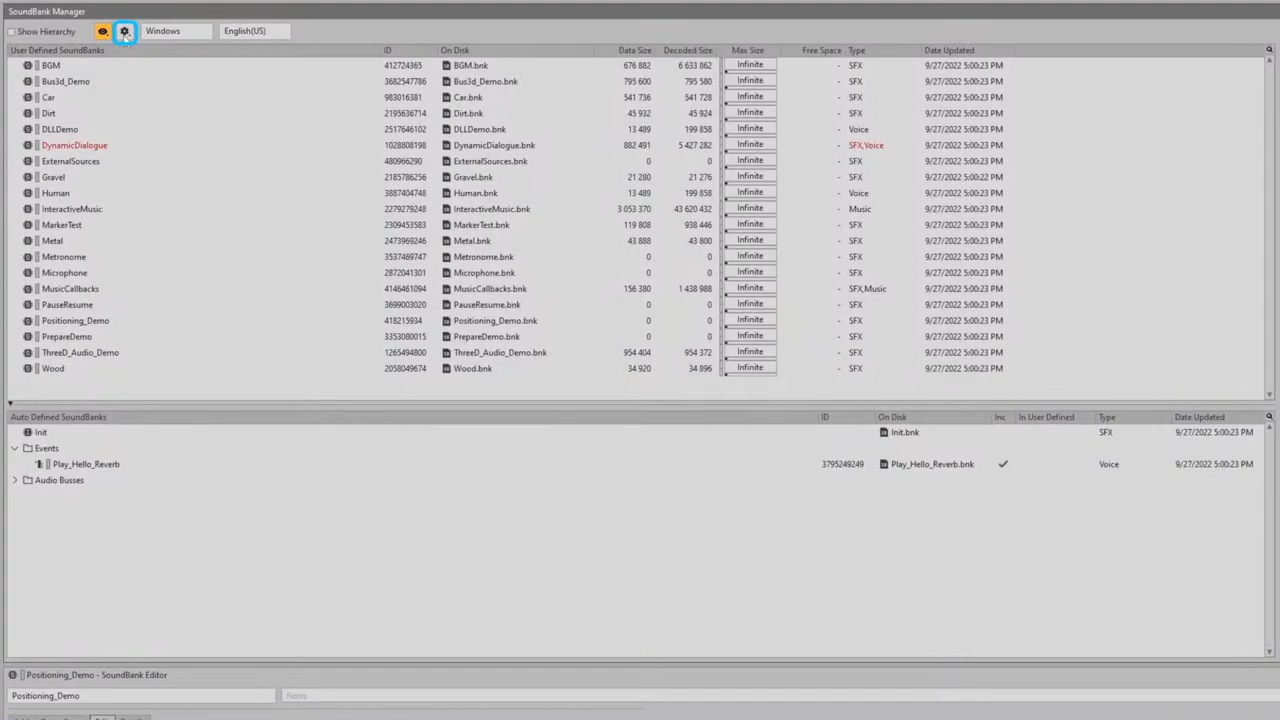 SoundBank Manager
Show Hierarchy Windows English(US)
User Defined SoundBanks ID On Disk Data Size Decoded Size Max Size Free Space Type Date Updated
BGM 412724365 BGM.bnk 676 882 6 633 862 Infinite - SFX 9/27/2022 5:00:23 PM
Bus3d_Demo 3682547786 Bus3d_Demo.bnk 795 600 795 580 Infinite - SFX 9/27/2022 5:00:23 PM
Car 983016381 Car.bnk 541 736 541 728 Infinite - SFX 9/27/2022 5:00:23 PM
Dirt 2195636714 Dirt.bnk 45 932 45 924 Infinite - SFX 9/27/2022 5:00:23 PM
DLLDemo 2517646102 DLLDemo.bnk 13 489 199 858 Infinite - Voice 9/27/2022 5:00:23 PM
DynamicDialogue 1028808198 DynamicDialogue.bnk 882 491 5 427 282 Infinite - SFX,Voice 9/27/2022 5:00:23 PM
ExternalSources 480966290 ExternalSources.bnk 0 0 Infinite - SFX 9/27/2022 5:00:23 PM
Gravel 2185786256 Gravel.bnk 21 280 21 276 Infinite - SFX 9/27/2022 5:00:22 PM
Human 3887404748 Human.bnk 13 489 199 858 Infinite - Voice 9/27/2022 5:00:23 PM
InteractiveMusic 2279279248 InteractiveMusic.bnk 3 053 370 43 620 432 Infinite - Music 9/27/2022 5:00:23 PM
MarkerTest 2309453583 MarkerTest.bnk 119 808 938 446 Infinite - SFX 9/27/2022 5:00:23 PM
Metal 2473969246 Metal.bnk 43 888 43 800 Infinite - SFX 9/27/2022 5:00:23 PM
Metronome 3537469747 Metronome.bnk 0 0 Infinite - SFX 9/27/2022 5:00:23 PM
Microphone 2872041301 Microphone.bnk 0 0 Infinite - SFX 9/27/2022 5:00:23 PM
MusicCallbacks 4146461094 MusicCallbacks.bnk 156 380 1 438 988 Infinite - SFX,Music 9/27/2022 5:00:23 PM
PauseResume 3699003020 PauseResume.bnk 0 0 Infinite - SFX 9/27/2022 5:00:23 PM
Positioning_Demo 418215934 Positioning_Demo.bnk 0 0 Infinite - SFX 9/27/2022 5:00:23 PM
PrepareDemo 3353080015 PrepareDemo.bnk 0 0 Infinite - SFX 9/27/2022 5:00:23 PM
ThreeD_Audio_Demo 1265494800 ThreeD_Audio_Demo.bnk 954 404 954 372 Infinite - SFX 9/27/2022 5:00:23 PM
Wood 2058049674 Wood.bnk 34 920 34 896 Infinite - SFX 9/27/2022 5:00:23 PM
Auto Defined SoundBanks ID On Disk Inc In User Defined Type Date Updated
Init Init.bnk SFX 9/27/2022 5:00:23 PM
Events
Play_Hello_Reverb 3795249249 Play_Hello_Reverb.bnk Voice 9/27/2022 5:00:23 PM
Audio Busses
Positioning_Demo - SoundBank Editor
Positioning_Demo Notes